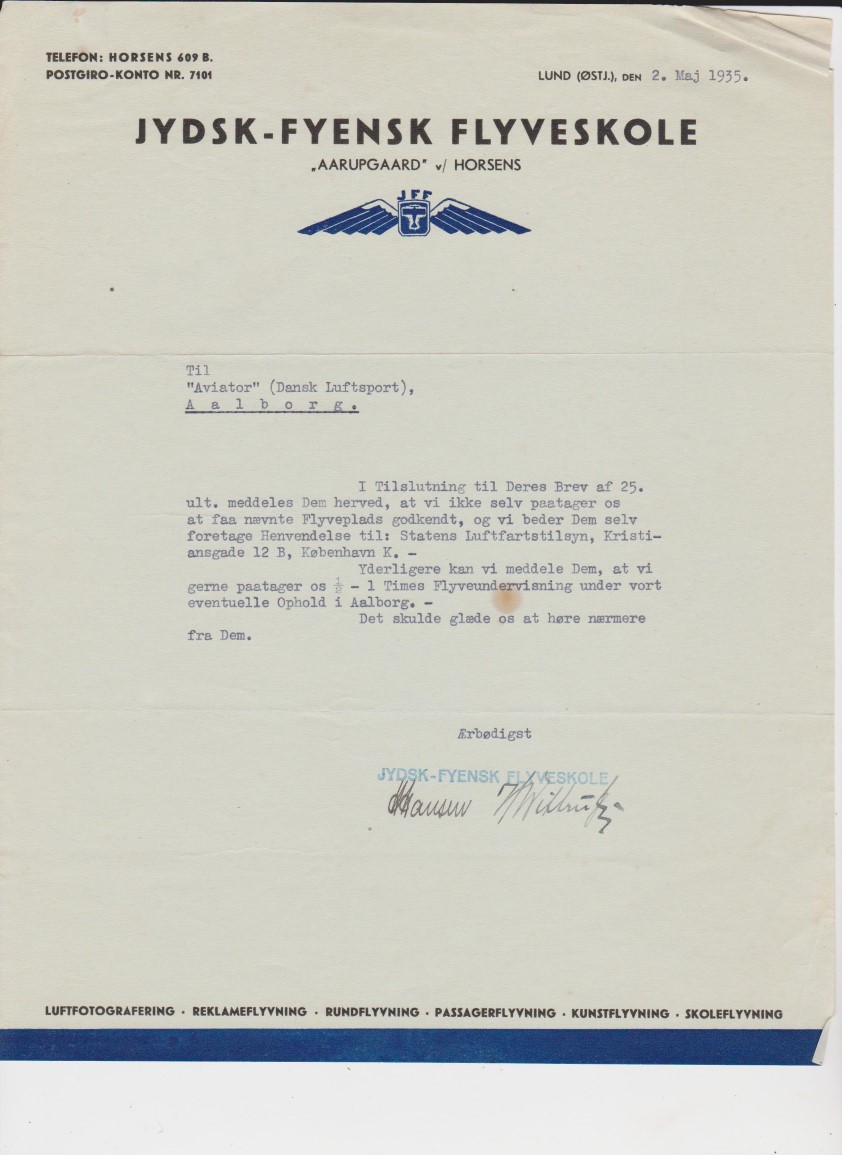 TELEFON: HORSENS 609 B.
POSTGIRO-KONTO NR. 7101
LUND (ØSTJ.), DEN 2. Maj 1935.
JYDSK-FYENSK FLYVESKOLE
„AARUPGAARD" v/ HORSENS
JFF
Til
"Aviator" (Dansk Luftsport),
A a l b o r g.
I Tilslutning til Deres Brev af 25.
ult. meddeles Dem herved, at vi ikke selv paatager os
at faa nævnte Flyveplads godkendt, og vi beder Dem selv
foretage Henvendelse til: Statens Luftfartstilsyn, Kristi-
ansgade 12 B, København K. -
Yderligere kan vi meddele Dem, at vi
gerne paatager os ½ - 1 Times Flyveundervisning under vort
eventuelle Ophold i Aalborg. -
Det skulde glæde os at høre nærmere
fra Dem.
Ærbødigst
JYDSK-FYENSK FLYVESKOLE
Hansen
LUFTFOTOGRAFERING · REKLAMEFLYVNING · RUNDFLYVNING · PASSAGERFLYVNING · KUNSTFLYVNING · SKOLEFLYVNING